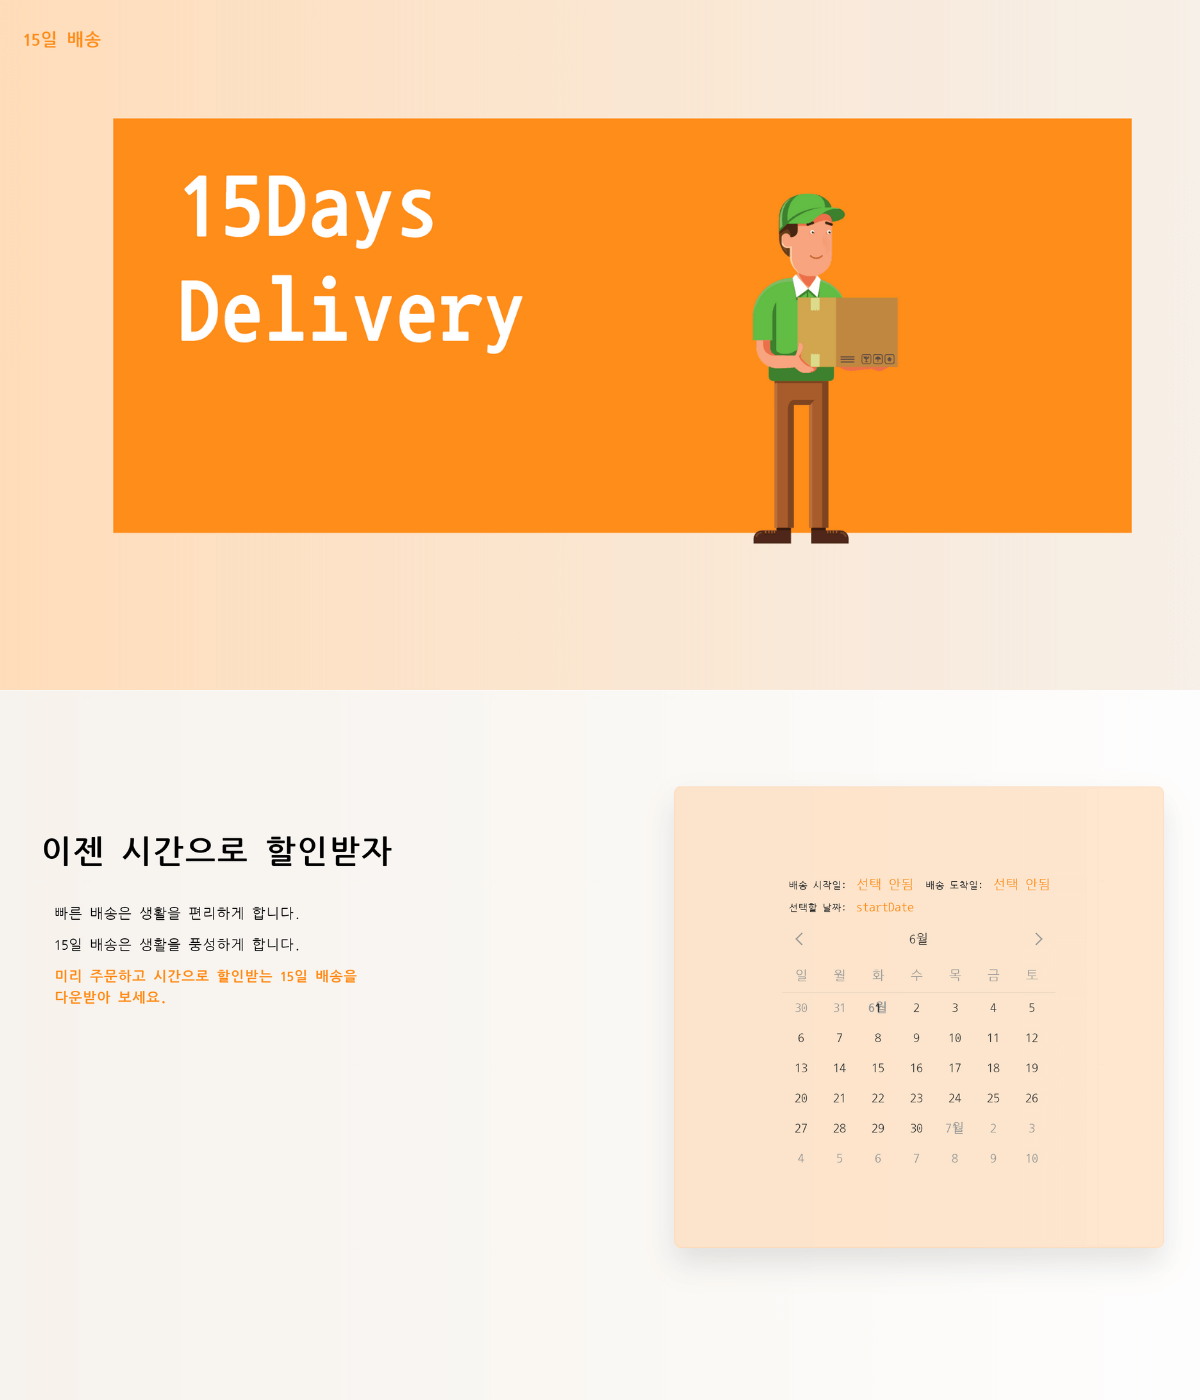 15일 배송
15Days
Delivery
이젠 시간으로 할인받자
빠른 배송은 생활을 편리하게 합니다.
15일 배송은 생활을 풍성하게 합니다.
미리 주문하고 시간으로 할인받는 15일 배송을
다운받아 보세요.
배송 시작일: 선택 안됨 배송 도착일: 선택 안됨
선택할 날짜: startDate
6월
일 월 화 수 목 금 토
30 31 6월 1 2 3 4 5
6 7 8 9 10 11 12
13 14 15 16 17 18 19
20 21 22 23 24 25 26
27 28 29 30 7월 1 2 3
4 5 6 7 8 9 10